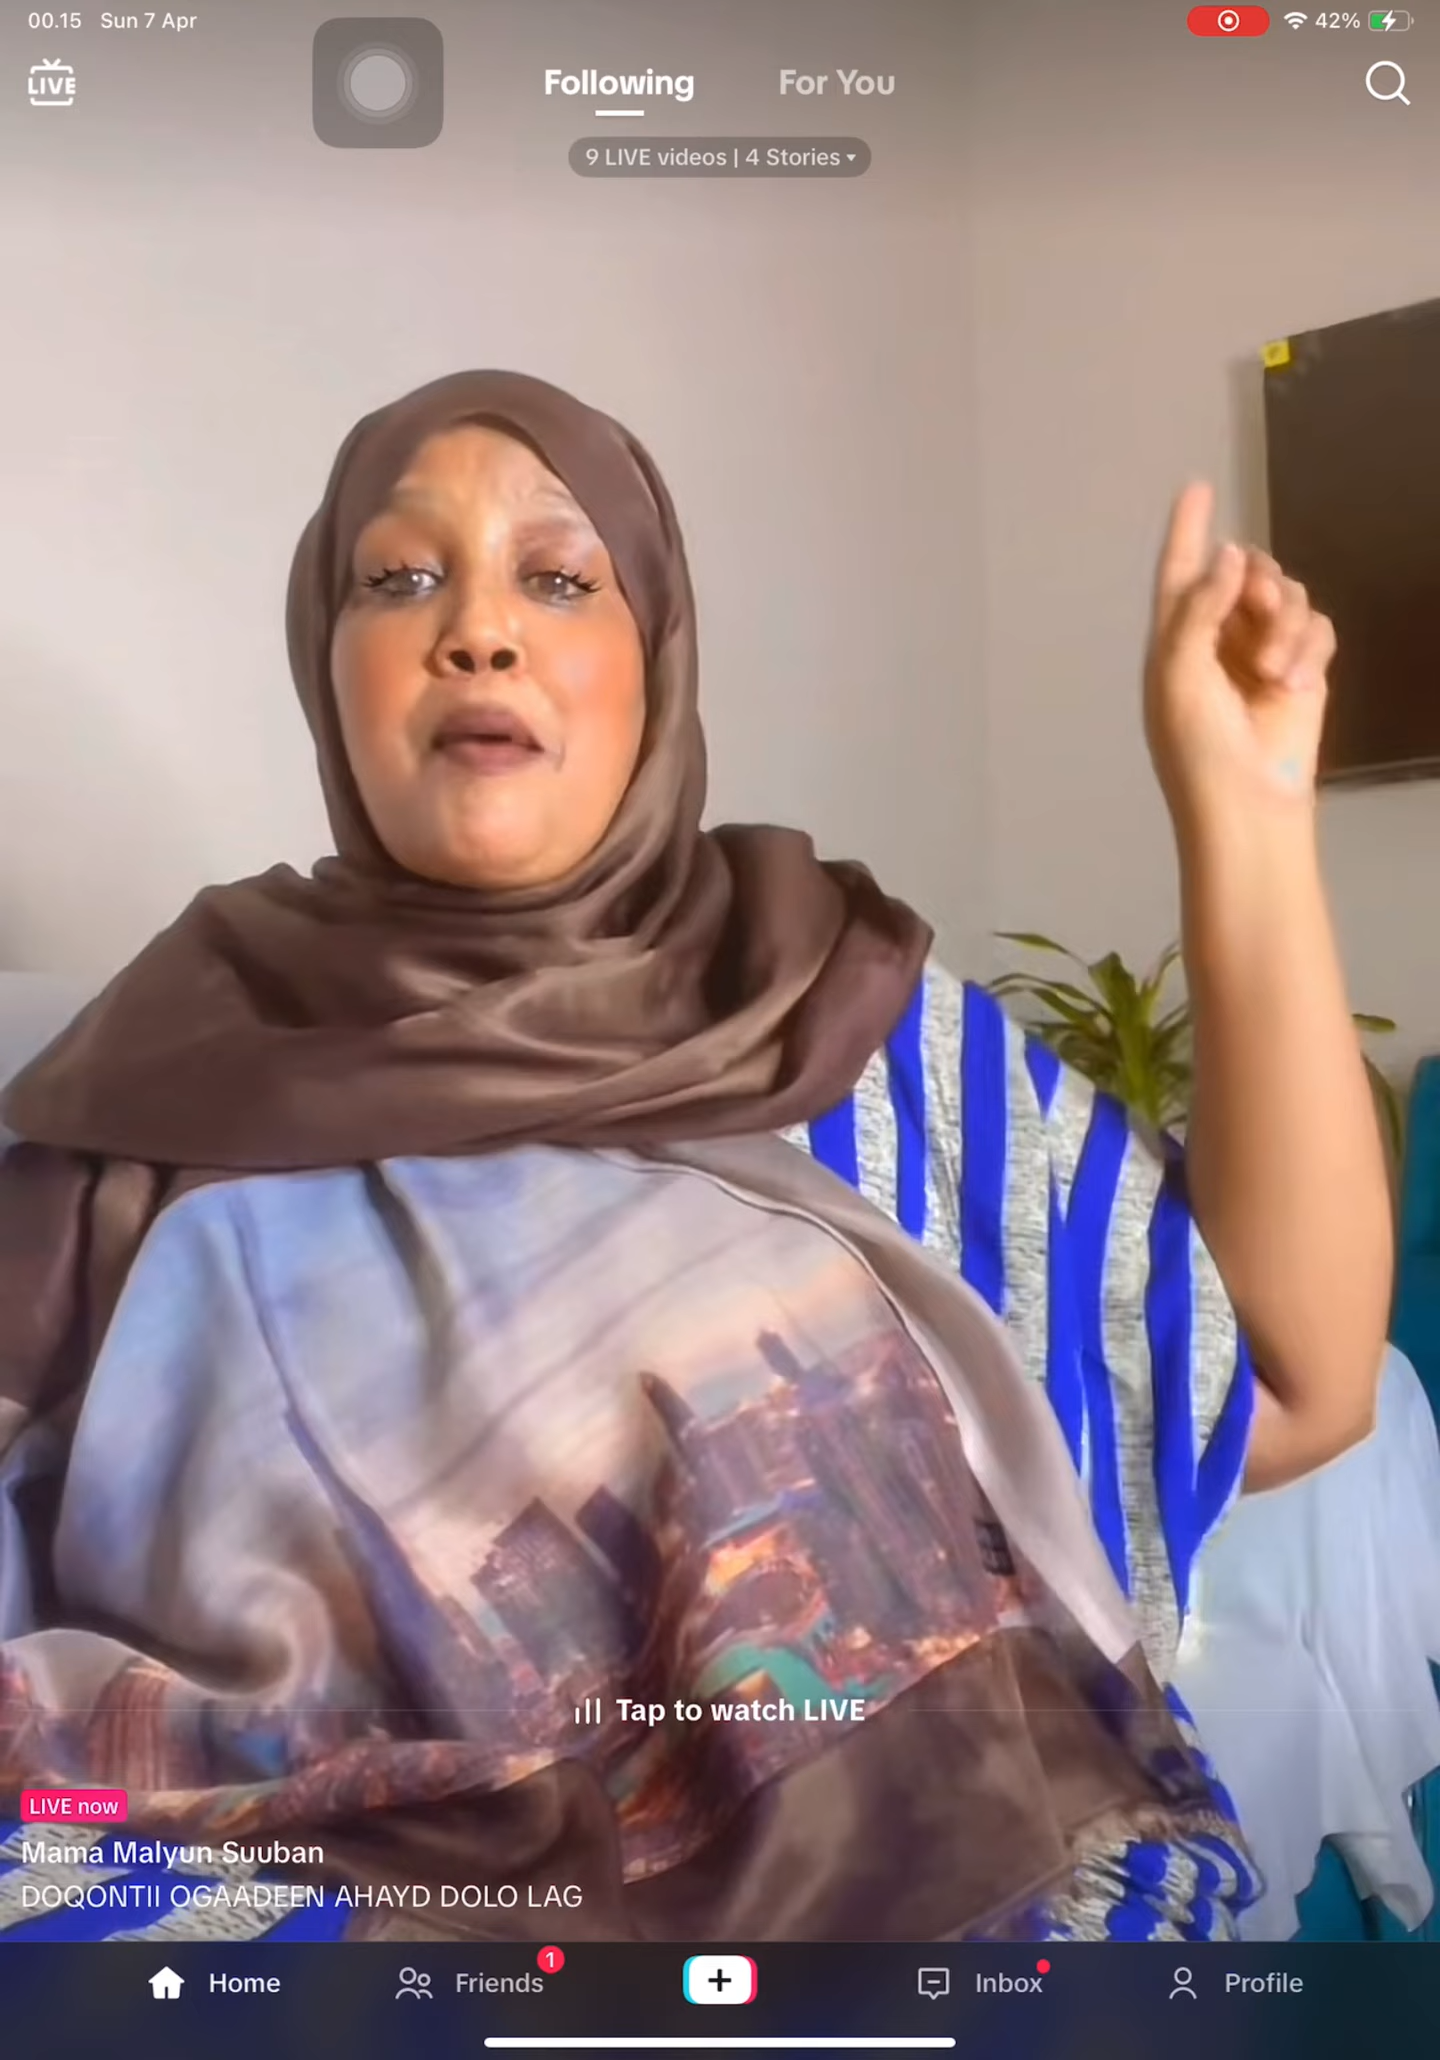 00.15 Sun 7 Apr
42%
LIVE
Following
For You
9 LIVE videos | 4 Stories
Tap to watch LIVE
LIVE now
Mama Malyun Suuban
DOQONTII OGAADEEN AHAYD DOLO LAG
Home
Friends
1
Inbox
Profile